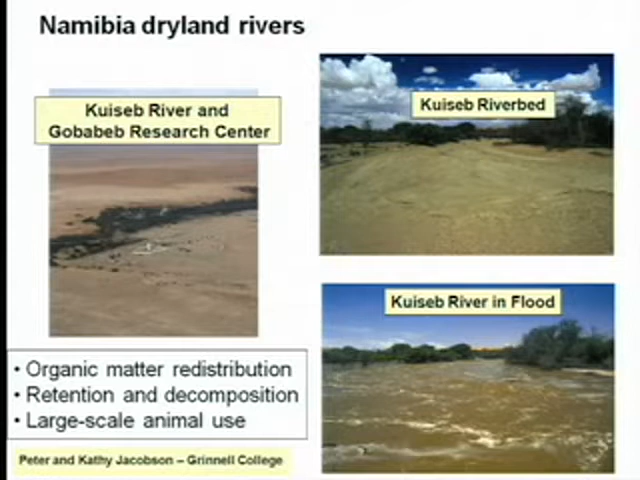 Namibia dryland rivers
Kuiseb River and
Gobabeb Research Center
Kuiseb Riverbed
Kuiseb River in Flood
• Organic matter redistribution
• Retention and decomposition
• Large-scale animal use
Peter and Kathy Jacobson – Grinnell College